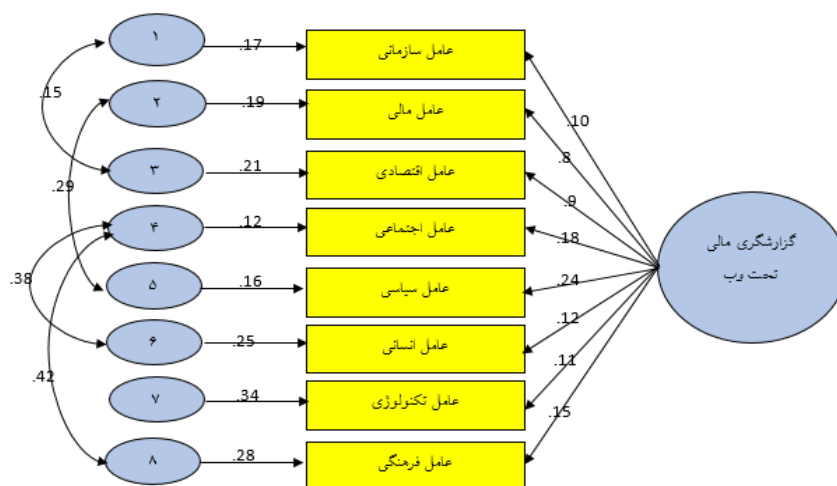 ۱
.17
عامل سازمانی
.10
.15
۲
.19
عامل مالی
.8
.29
۳
.21
عامل اقتصادی
.9
۴
.12
عامل اجتماعی
.18
گزارشگری مالی
تحت وب
.38
۵
.16
عامل سیاسی
.24
۶
.25
عامل انسانی
.12
.42
۷
.34
عامل تکنولوژی
.11
۸
.28
عامل فرهنگی
.15